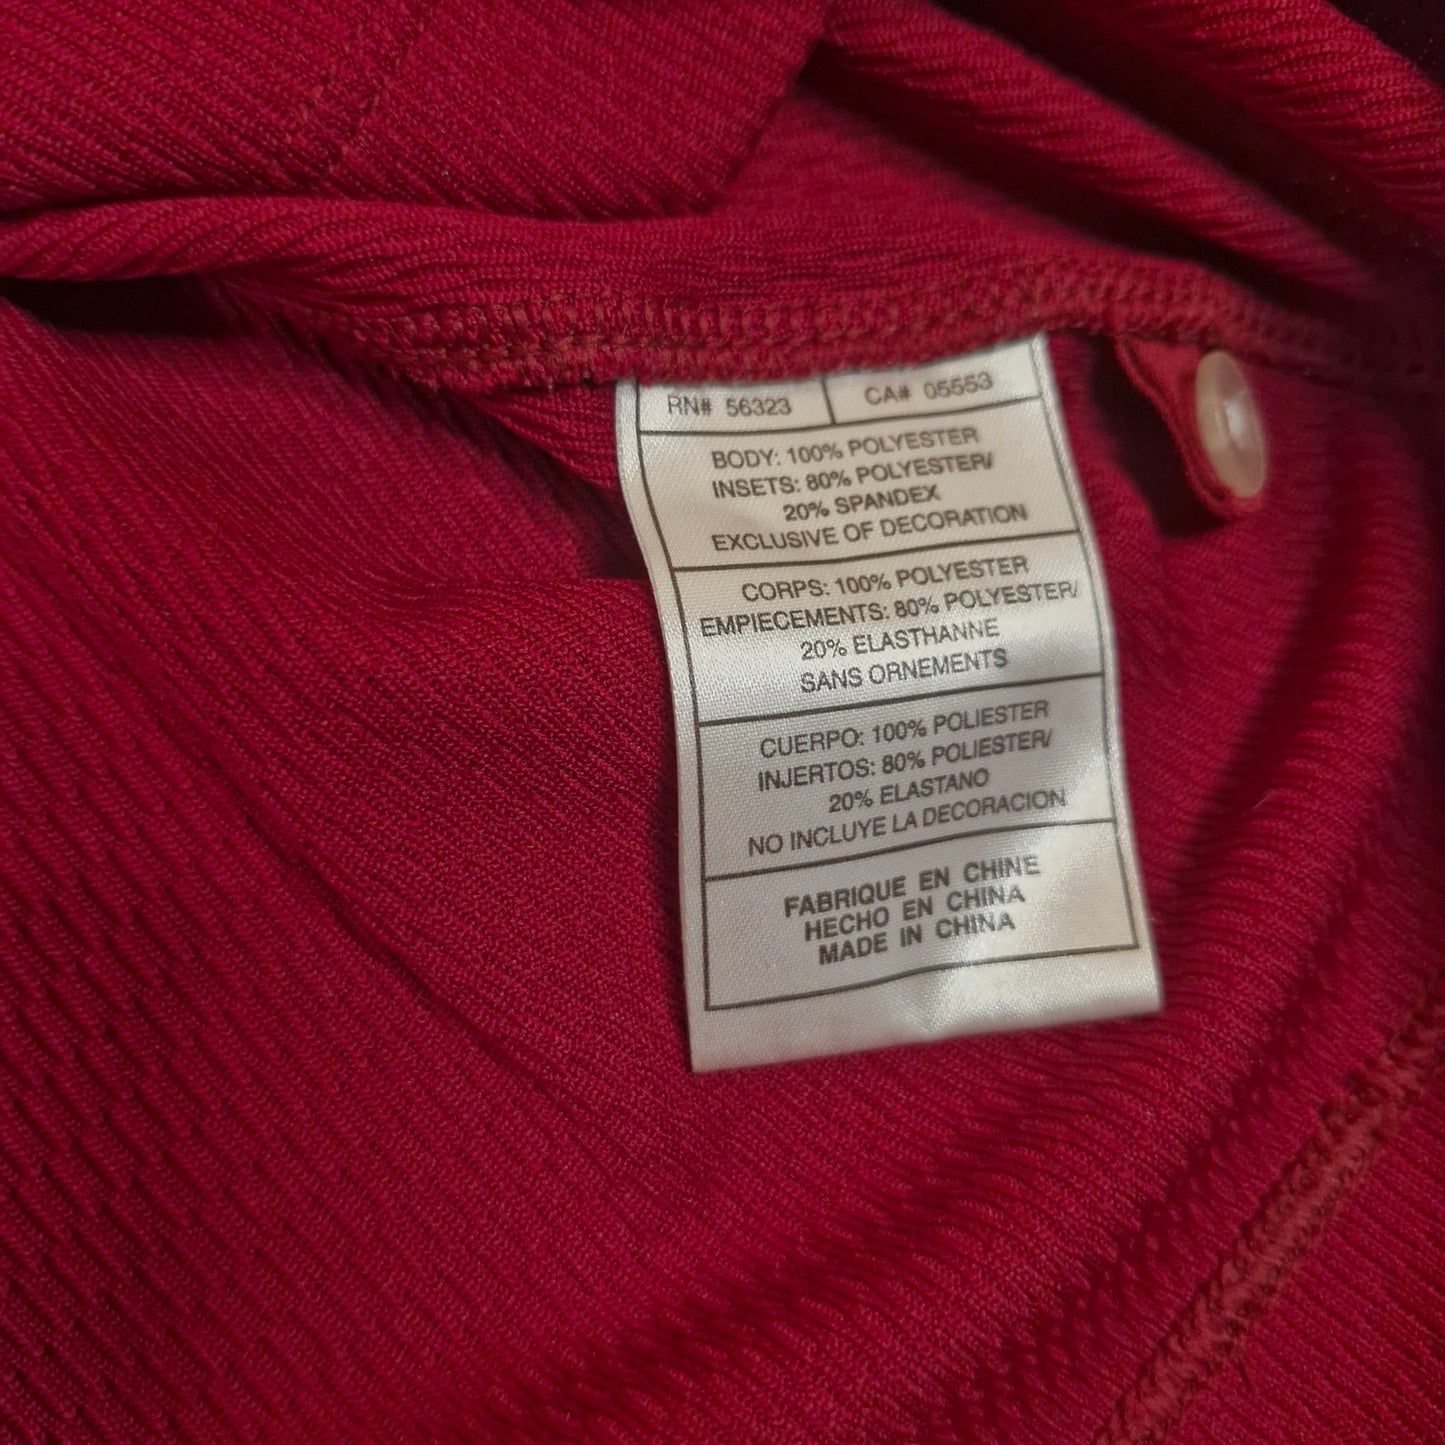 RN# 56323 CA# 05553
BODY: 100% POLYESTER
INSETS: 80% POLYESTER/
20% SPANDEX
EXCLUSIVE OF DECORATION
CORPS: 100% POLYESTER
EMPIECEMENTS: 80% POLYESTER/
20% ELASTHANNE
SANS ORNEMENTS
CUERPO: 100% POLIESTER
INJERTOS: 80% POLIESTER/
20% ELASTANO
NO INCLUYE LA DECORACION
FABRIQUE EN CHINE
HECHO EN CHINA
MADE IN CHINA